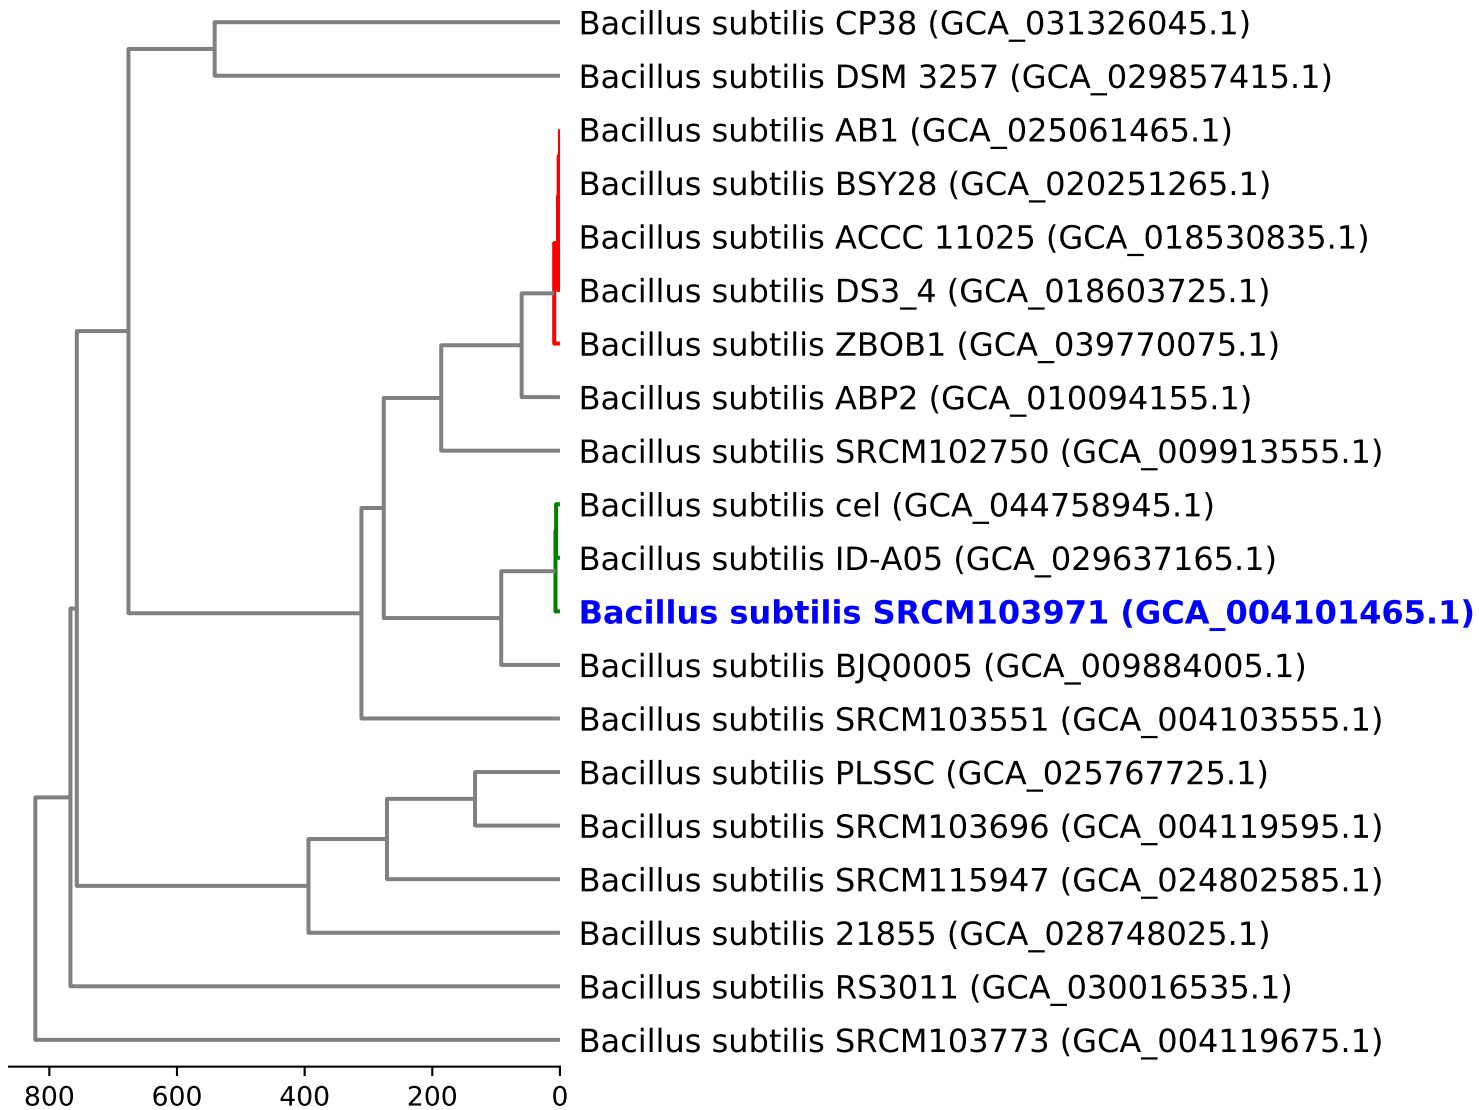 Bacillus subtilis CP38 (GCA_031326045.1)
Bacillus subtilis DSM 3257 (GCA_029857415.1)
Bacillus subtilis AB1 (GCA_025061465.1)
Bacillus subtilis BSY28 (GCA_020251265.1)
Bacillus subtilis ACCC 11025 (GCA_018530835.1)
Bacillus subtilis DS3_4 (GCA_018603725.1)
Bacillus subtilis ZBOB1 (GCA_039770075.1)
Bacillus subtilis ABP2 (GCA_010094155.1)
Bacillus subtilis SRCM102750 (GCA_009913555.1)
Bacillus subtilis cel (GCA_044758945.1)
Bacillus subtilis ID-A05 (GCA_029637165.1)
Bacillus subtilis SRCM103971 (GCA_004101465.1)
Bacillus subtilis BJQ0005 (GCA_009884005.1)
Bacillus subtilis SRCM103551 (GCA_004103555.1)
Bacillus subtilis PLSSC (GCA_025767725.1)
Bacillus subtilis SRCM103696 (GCA_004119595.1)
Bacillus subtilis SRCM115947 (GCA_024802585.1)
Bacillus subtilis 21855 (GCA_028748025.1)
Bacillus subtilis RS3011 (GCA_030016535.1)
Bacillus subtilis SRCM103773 (GCA_004119675.1)
800 600 400 200 0